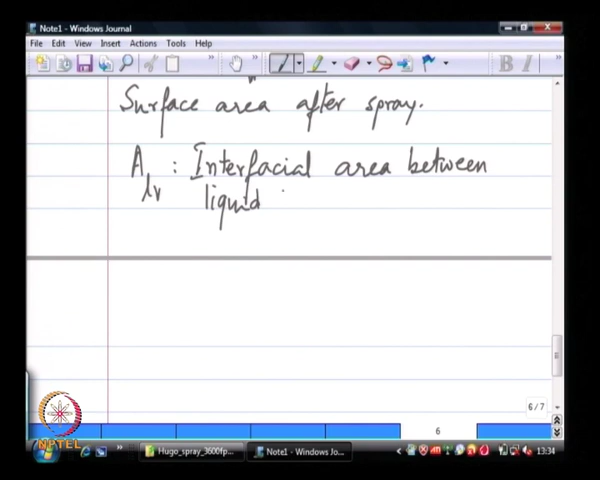 Note1 - Windows Journal
File Edit View Insert Actions Tools Help
B I
Surface area after spray.
A lv : Interfacial area between
liquid
6 / 7
6
NPTEL
Hugo_spray_3600fp...
Note1 - Windows Jo...
13:34